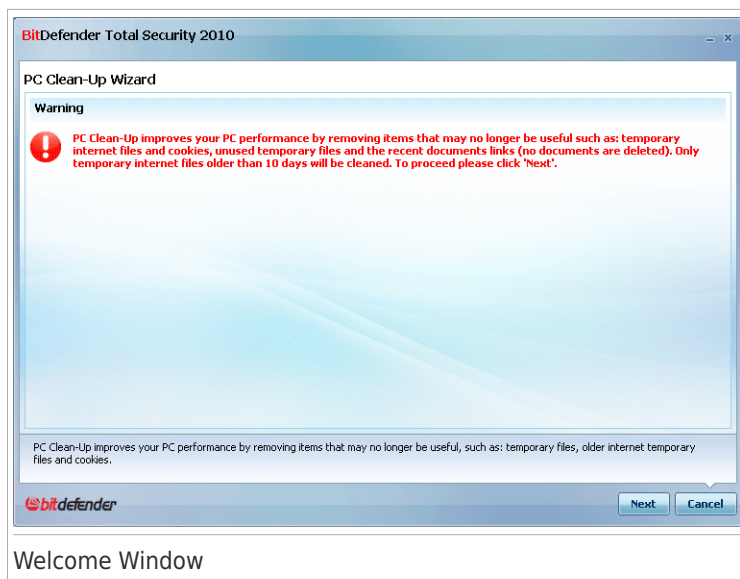 BitDefender Total Security 2010
PC Clean-Up Wizard
Warning
PC Clean-Up improves your PC performance by removing items that may no longer be useful such as: temporary
internet files and cookies, unused temporary files and the recent documents links (no documents are deleted). Only
temporary internet files older than 10 days will be cleaned. To proceed please click 'Next'.
PC Clean-Up improves your PC performance by removing items that may no longer be useful, such as: temporary files, older internet temporary
files and cookies.
bitdefender
Next Cancel
Welcome Window